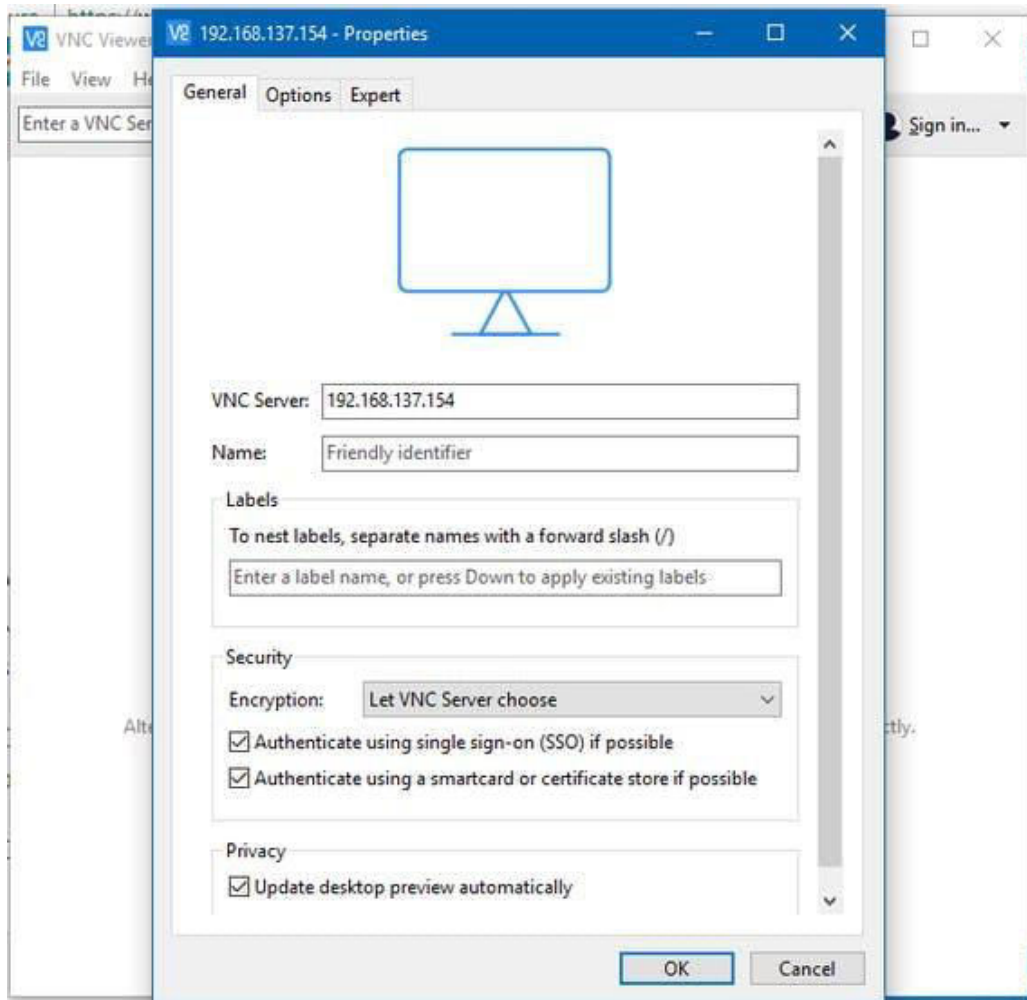 https://w
VNC Viewer
File View He
Enter a VNC Ser
Sign in...
192.168.137.154 - Properties
General Options Expert
VNC Server: 192.168.137.154
Name: Friendly identifier
Labels
To nest labels, separate names with a forward slash (/)
Enter a label name, or press Down to apply existing labels
Security
Encryption: Let VNC Server choose
Authenticate using single sign-on (SSO) if possible
Authenticate using a smartcard or certificate store if possible
Alte
ctly.
Privacy
Update desktop preview automatically
OK Cancel